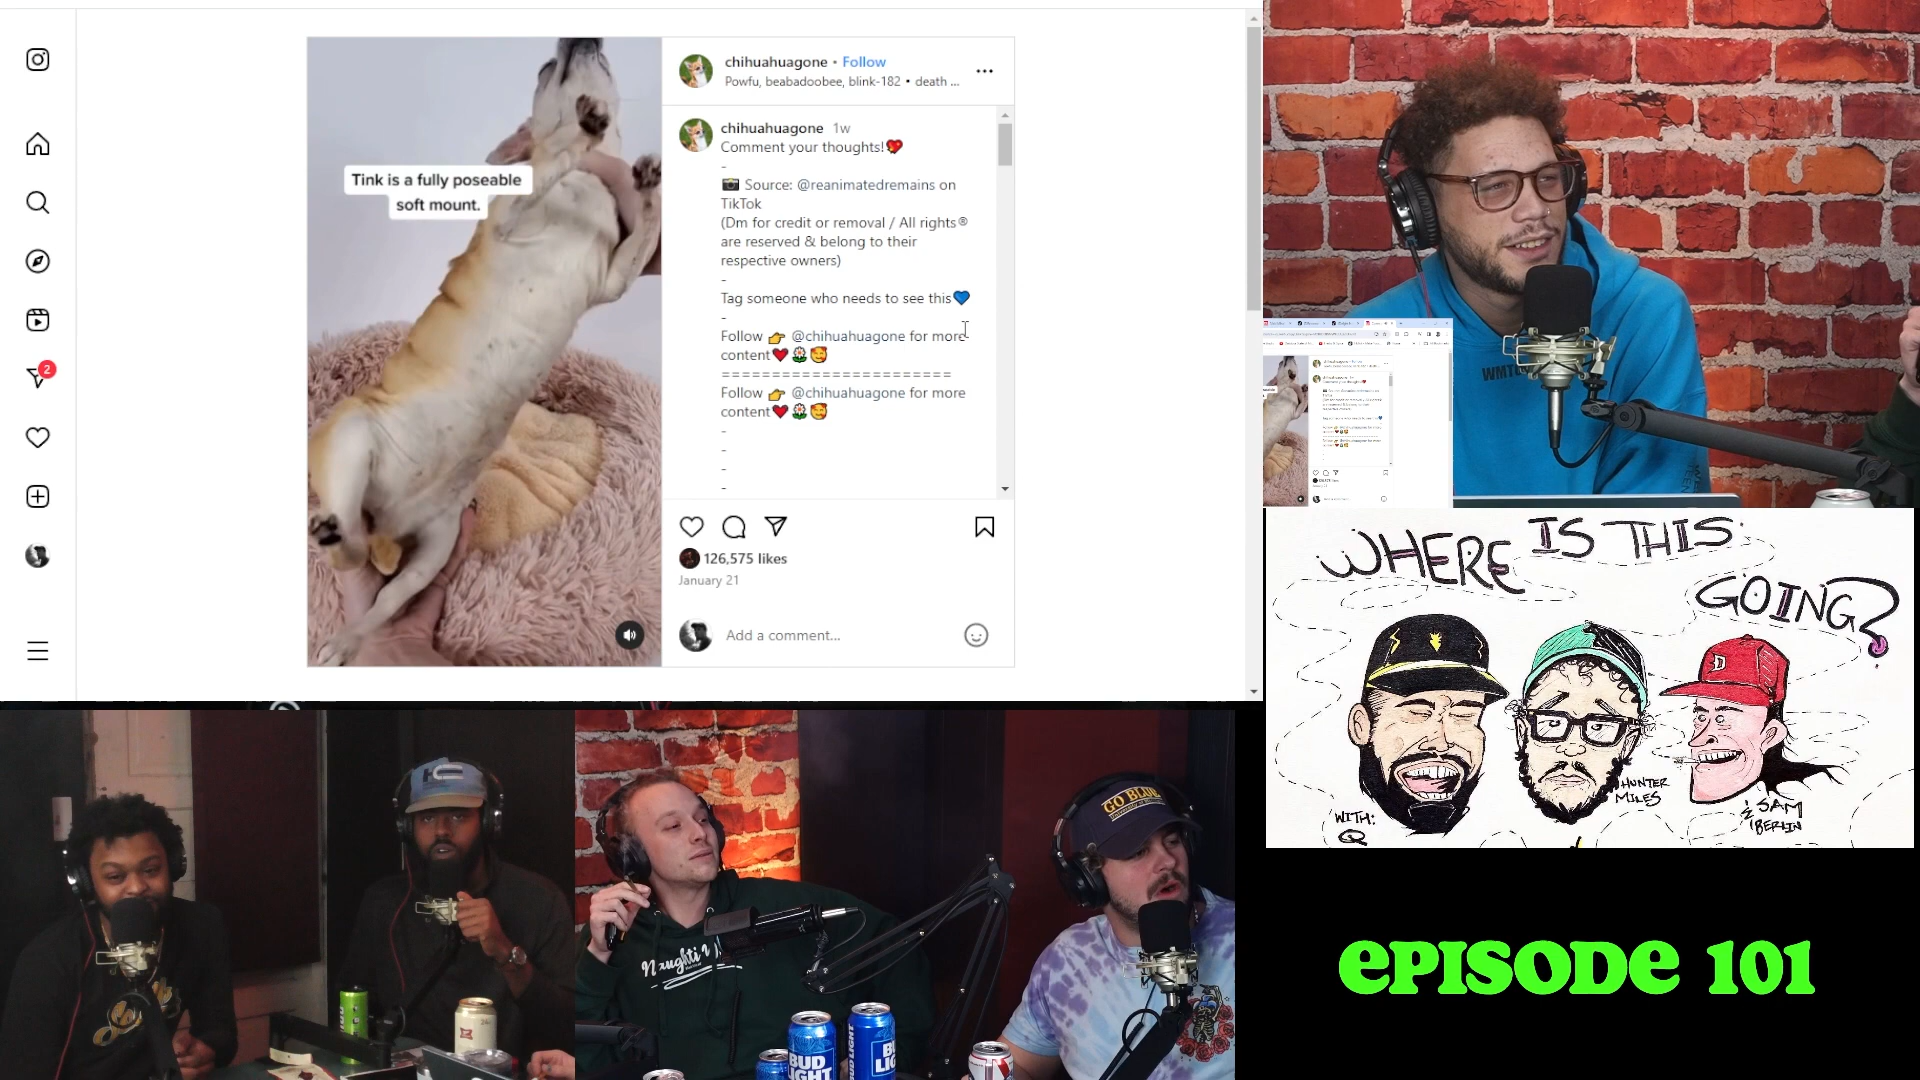 Tink is a fully poseable
soft mount.
chihuahuagone • Follow
Powfu, beabadoobee, blink-182 • death ...
chihuahuagone 1w
Comment your thoughts!💖
-
📷 Source: @reanimatedremains on
TikTok
(Dm for credit or removal / All rights®
are reserved & belong to their
respective owners)
-
Tag someone who needs to see this💙
-
Follow 👉 @chihuahuagone for more
content❤️🌼🥰
=======================
Follow 👉 @chihuahuagone for more
content❤️🌼🥰
-
-
-
-
126,575 likes
January 21
Add a comment...
2
WHERE IS THIS
GOING?
D
WITH:
Q
HUNTER
MILES
& SAM
BERLIN
EPISODE 101
GO BLUE
BUD
LIGHT
BUD LIGHT